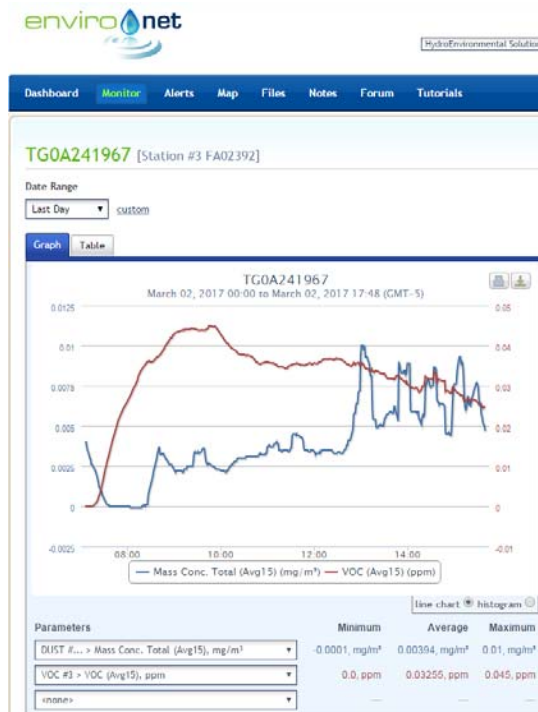 enviro net
HydroEnvironmental Solution
Dashboard Monitor Alerts Map Files Notes Forum Tutorials
TG0A241967 [Station #3 FA02392]
Date Range
Last Day custom
Graph Table
TG0A241967
March 02, 2017 00:00 to March 02, 2017 17:48 (GMT-5)
0.0125 0.05
0.01 0.04
0.0075 0.03
0.005 0.02
0.0025 0.01
0 0
-0.0025 -0.01
08:00 10:00 12:00 14:00
Mass Conc. Total (Avg15) (mg/m³) VOC (Avg15) (ppm)
line chart histogram
Parameters Minimum Average Maximum
DUST #... > Mass Conc. Total (Avg15), mg/m³ -0.0001, mg/m³ 0.00394, mg/m³ 0.01, mg/m³
VOC #3 > VOC (Avg15), ppm 0.0, ppm 0.03255, ppm 0.045, ppm
<none> — — —